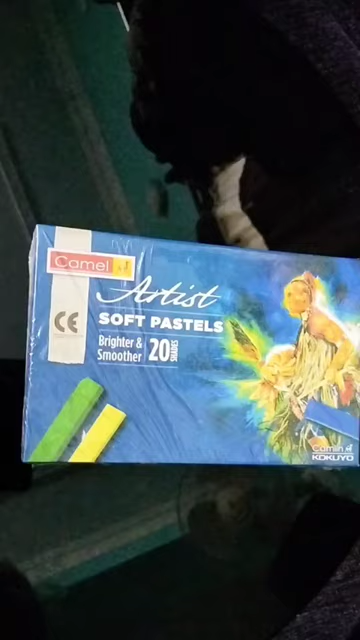 Camel
Artist
CE
SOFT PASTELS
Brighter &
Smoother
20
SHADES
Camlin
KOKUYO